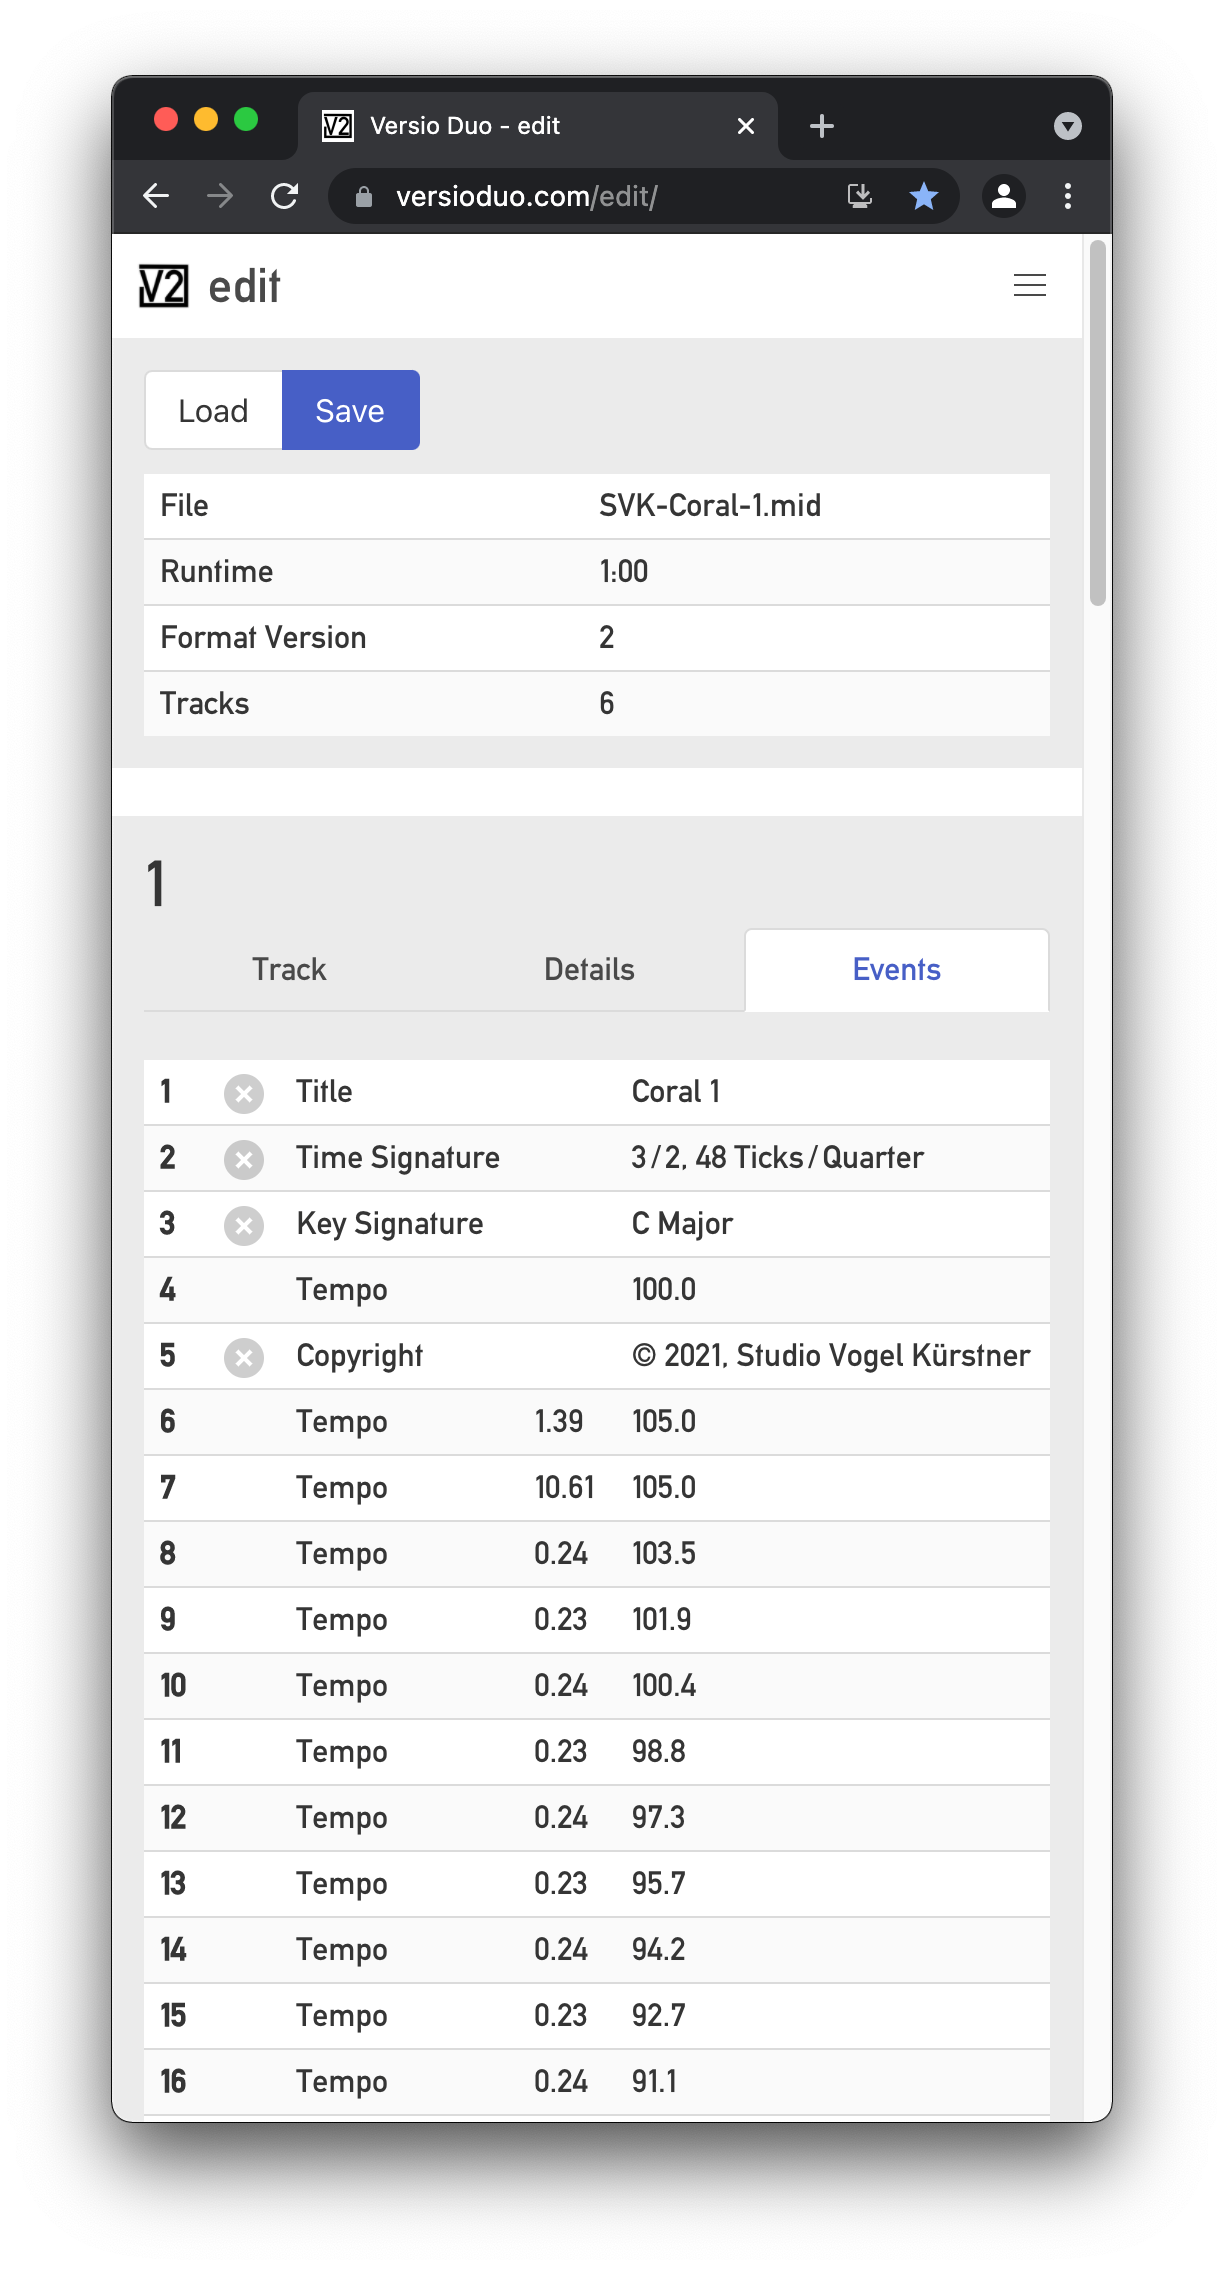 V2 Versio Duo - edit
versioduo.com/edit/
V2 edit
Load Save
File SVK-Coral-1.mid
Runtime 1:00
Format Version 2
Tracks 6
1
Track Details Events
1 Title Coral 1
2 Time Signature 3/2, 48 Ticks/Quarter
3 Key Signature C Major
4 Tempo 100.0
5 Copyright © 2021, Studio Vogel Kürstner
6 Tempo 1.39 105.0
7 Tempo 10.61 105.0
8 Tempo 0.24 103.5
9 Tempo 0.23 101.9
10 Tempo 0.24 100.4
11 Tempo 0.23 98.8
12 Tempo 0.24 97.3
13 Tempo 0.23 95.7
14 Tempo 0.24 94.2
15 Tempo 0.23 92.7
16 Tempo 0.24 91.1